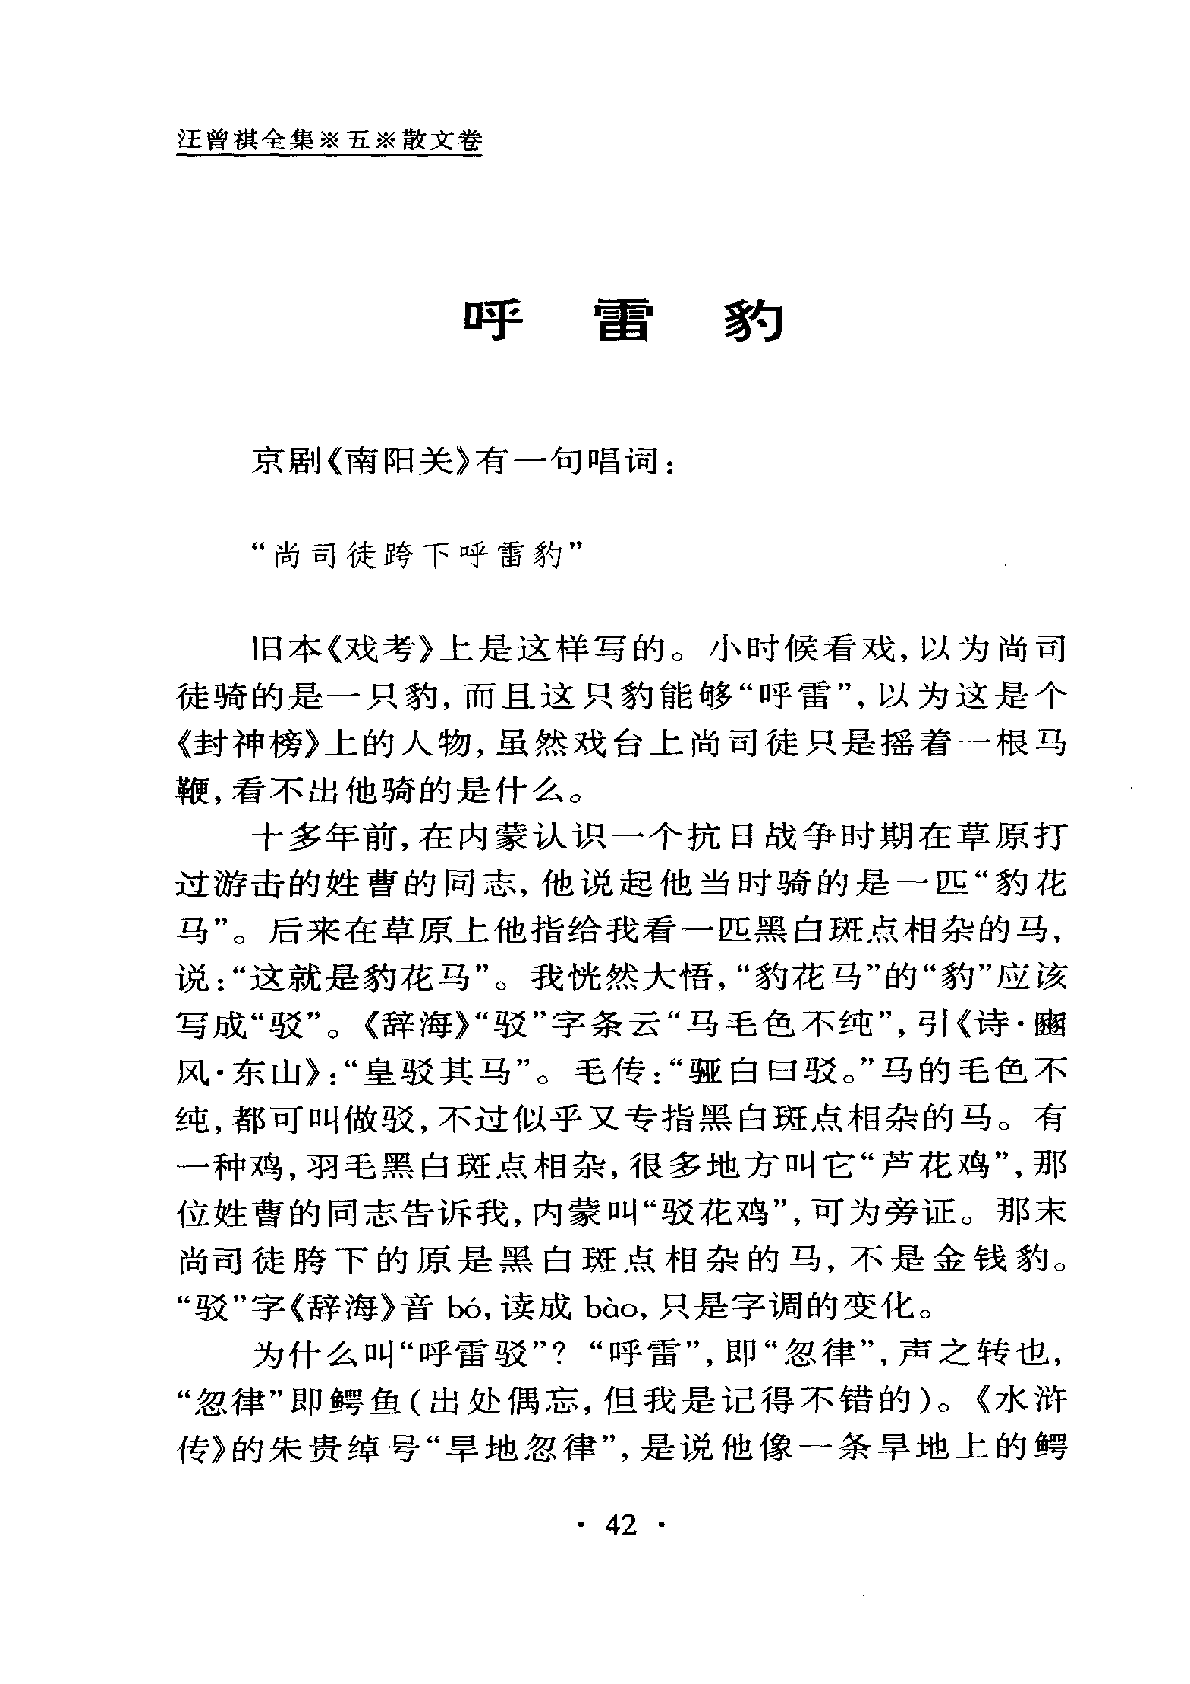 汪曾祺全集※五※散文卷
呼雷豹
京剧《南阳关》有一句唱词：
“尚司徒跨下呼雷豹”
旧本《戏考》上是这样写的。小时候看戏，以为尚司
徒骑的是一只豹，而且这只豹能够“呼雷”，以为这是个
《封神榜》上的人物，虽然戏台上尚司徒只是摇着一根马
鞭，看不出他骑的是什么。
十多年前，在内蒙认识一个抗日战争时期在草原打
过游击的姓曹的同志，他说起他当时骑的是一匹“豹花
马”。后来在草原上他指给我看一匹黑白斑点相杂的马，
说：“这就是豹花马”。我恍然大悟，“豹花马”的“豹”应该
写成“驳”。《辞海》“驳”字条云“马毛色不纯”，引《诗·豳
风·东山》：“皇驳其马”。毛传：“骊白曰驳。”马的毛色不
纯，都可叫做驳，不过似乎又专指黑白斑点相杂的马。有
一种鸡，羽毛黑白斑点相杂，很多地方叫它“芦花鸡”，那
位姓曹的同志告诉我，内蒙叫“驳花鸡”，可为旁证。那末
尚司徒胯下的原是黑白斑点相杂的马，不是金钱豹。
“驳”字《辞海》音 bó，读成 bào，只是字调的变化。
为什么叫“呼雷驳”？“呼雷”，即“忽律”，声之转也，
“忽律”即鳄鱼（出处偶忘，但我是记得不错的）。《水浒
传》的朱贵绰号“旱地忽律”，是说他像一条旱地上的鳄
· 42 ·